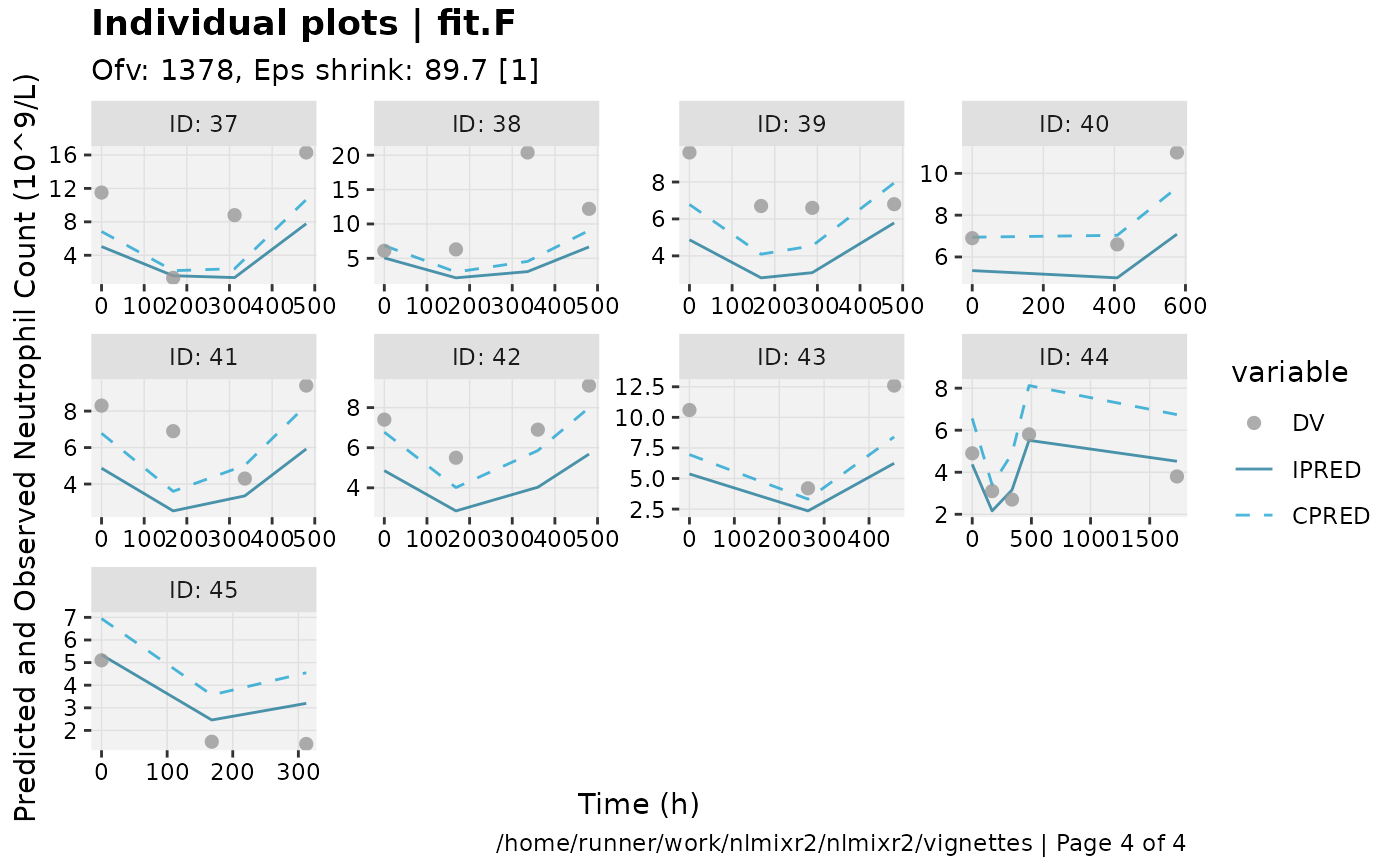 Individual plots | fit.F
Ofv: 1378, Eps shrink: 89.7 [1]
Predicted and Observed Neutrophil Count (10^9/L)
ID: 37
16
12
8
4
0 100 200 300 400 500
ID: 38
20
15
10
5
0 100 200 300 400 500
ID: 39
8
6
4
0 100 200 300 400 500
ID: 40
10
8
6
0 200 400 600
ID: 41
8
6
4
0 100 200 300 400 500
ID: 42
8
6
4
0 100 200 300 400 500
ID: 43
12.5
10.0
7.5
5.0
2.5
0 100 200 300 400
ID: 44
8
6
4
2
0 500 1000 1500
ID: 45
7
6
5
4
3
2
0 100 200 300
variable
DV
IPRED
CPRED
Time (h)
/home/runner/work/nlmixr2/nlmixr2/vignettes | Page 4 of 4